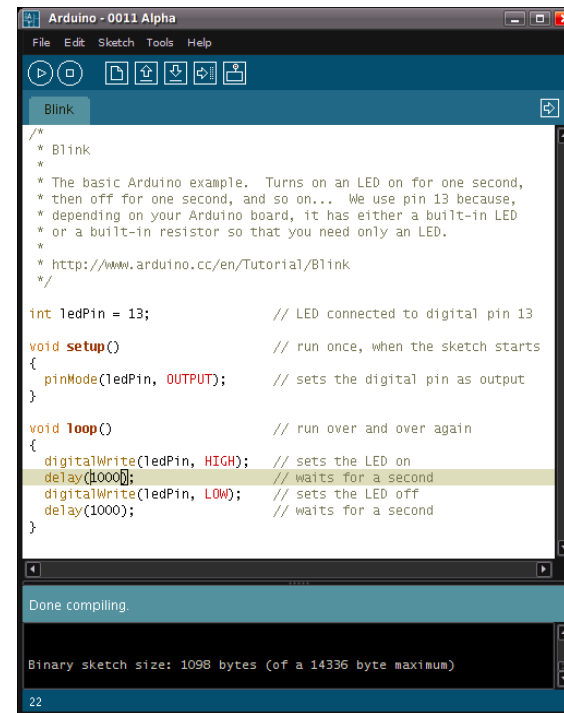 Arduino - 0011 Alpha
File Edit Sketch Tools Help
Blink
/*
 * Blink
 *
 * The basic Arduino example.  Turns on an LED on for one second,
 * then off for one second, and so on...  We use pin 13 because,
 * depending on your Arduino board, it has either a built-in LED
 * or a built-in resistor so that you need only an LED.
 *
 * http://www.arduino.cc/en/Tutorial/Blink
 */
int ledPin = 13;                // LED connected to digital pin 13
void setup()                    // run once, when the sketch starts
{
  pinMode(ledPin, OUTPUT);      // sets the digital pin as output
}
void loop()                     // run over and over again
{
  digitalWrite(ledPin, HIGH);   // sets the LED on
  delay(1000);                  // waits for a second
  digitalWrite(ledPin, LOW);    // sets the LED off
  delay(1000);                  // waits for a second
}
Done compiling.
Binary sketch size: 1098 bytes (of a 14336 byte maximum)
22